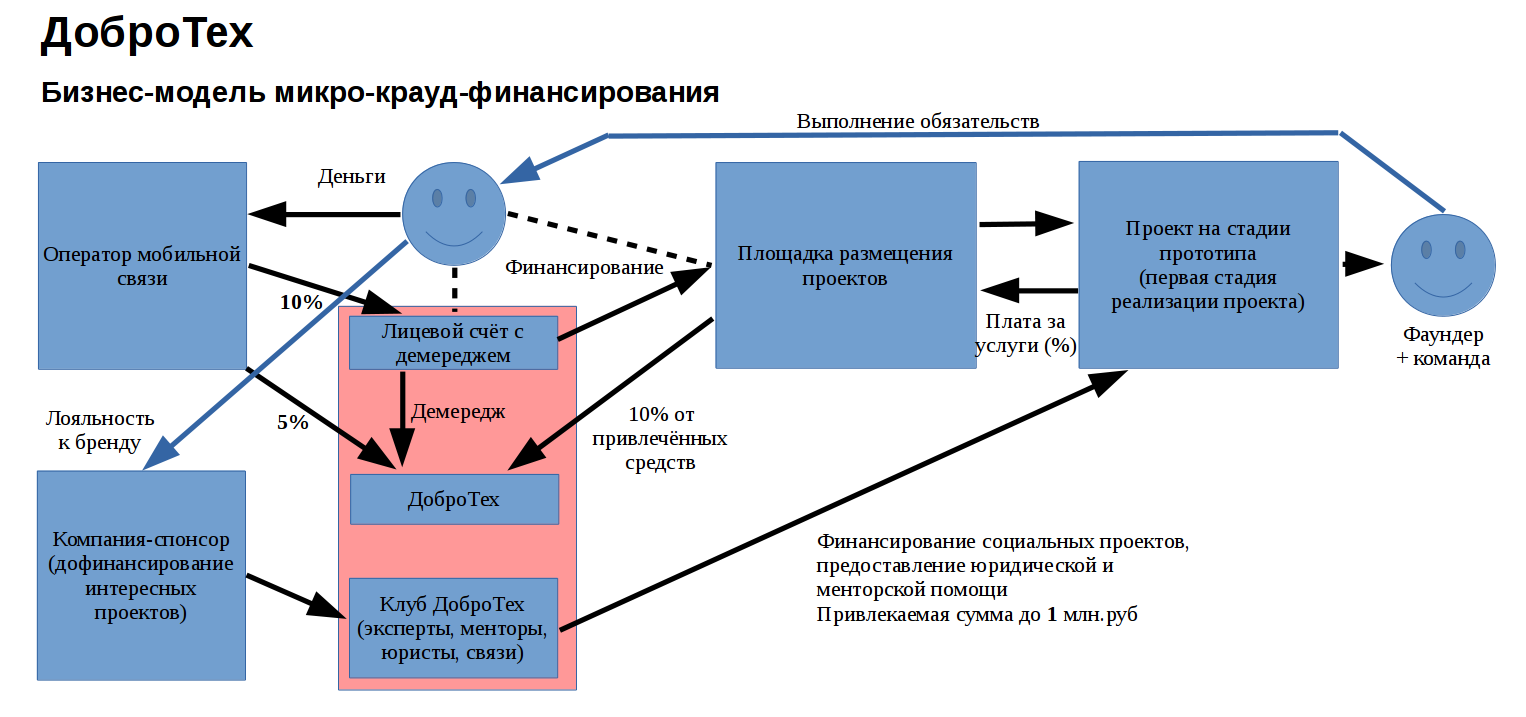 ДоброТех
Бизнес-модель микро-крауд-финансирования
Выполнение обязательств
Деньги
Оператор мобильной
связи
10%
Финансирование
Площадка размещения
проектов
Проект на стадии
прототипа
(первая стадия
реализации проекта)
Плата за
услуги (%)
Фаундер
+ команда
Лицевой счёт с
демереджем
Лояльность
к бренду
5%
Демередж
10% от
привлечённых
средств
ДоброТех
Компания-спонсор
(дофинансирование
интересных
проектов)
Клуб ДоброТех
(эксперты, менторы,
юристы, связи)
Финансирование социальных проектов,
предоставление юридической и
менторской помощи
Привлекаемая сумма до 1 млн.руб